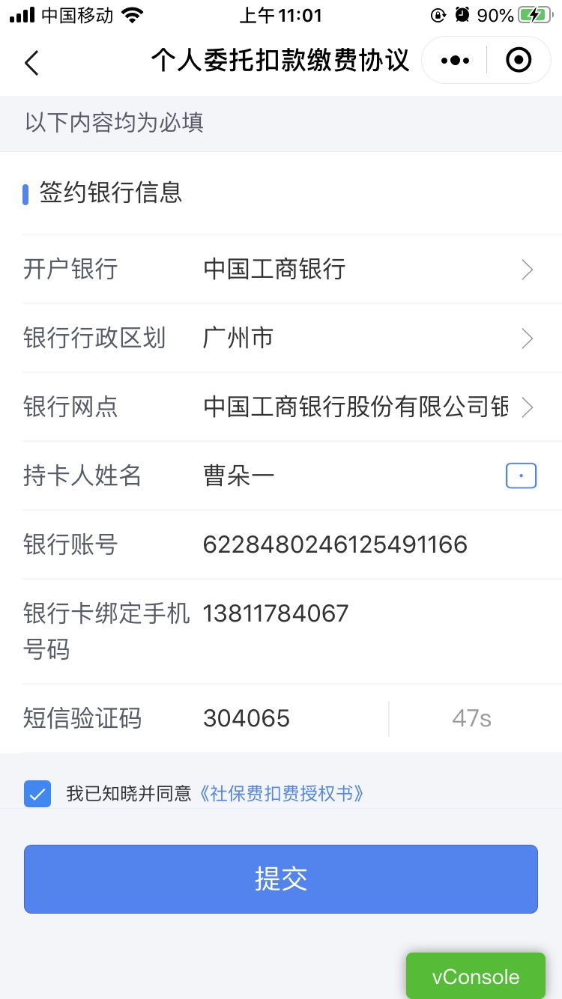 中国移动 上午11:01 90%
个人委托扣款缴费协议
以下内容均为必填
签约银行信息
开户银行 中国工商银行
银行行政区划 广州市
银行网点 中国工商银行股份有限公司银
持卡人姓名 曹朵一
银行账号 6228480246125491166
银行卡绑定手机 13811784067
号码
短信验证码 304065 47s
我已知晓并同意《社保费扣费授权书》
提交
vConsole